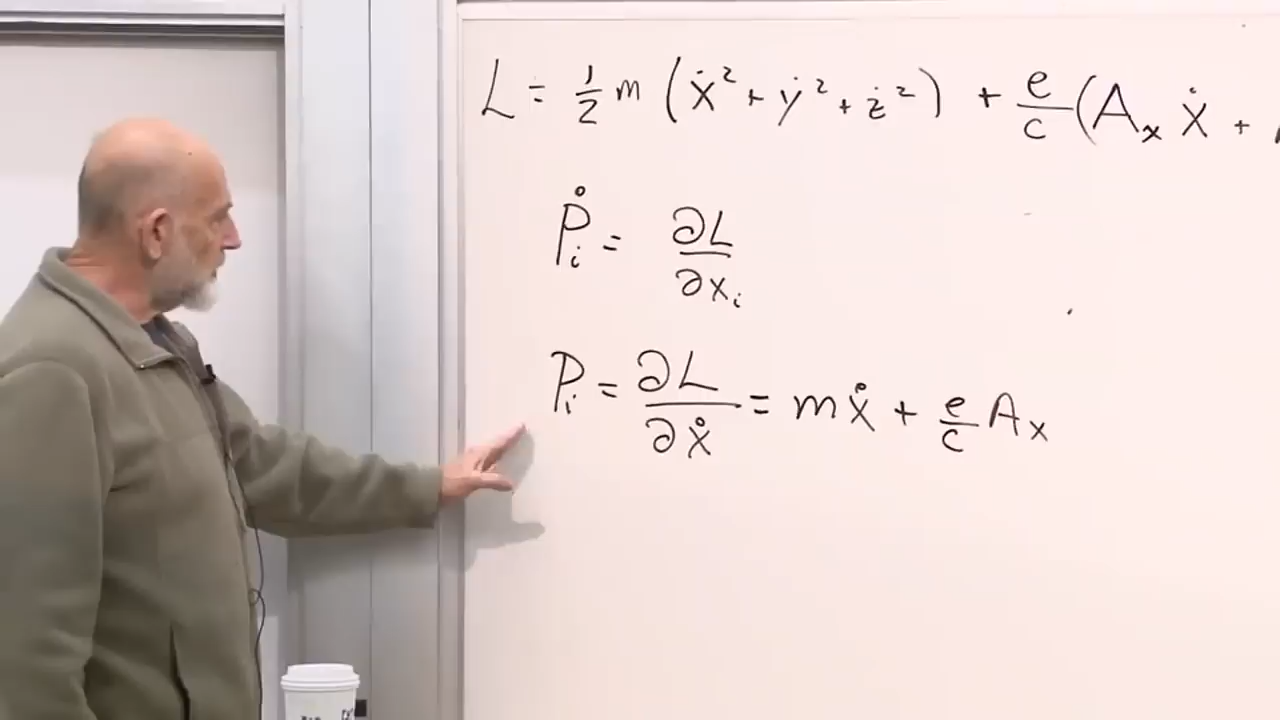 L = 1/2 m (ẋ² + ẏ² + ż²) + e/c (Aₓ ẋ +
Ṗᵢ = ∂L/∂xᵢ
Pᵢ = ∂L/∂ẋ = mẋ + e/c Aₓ